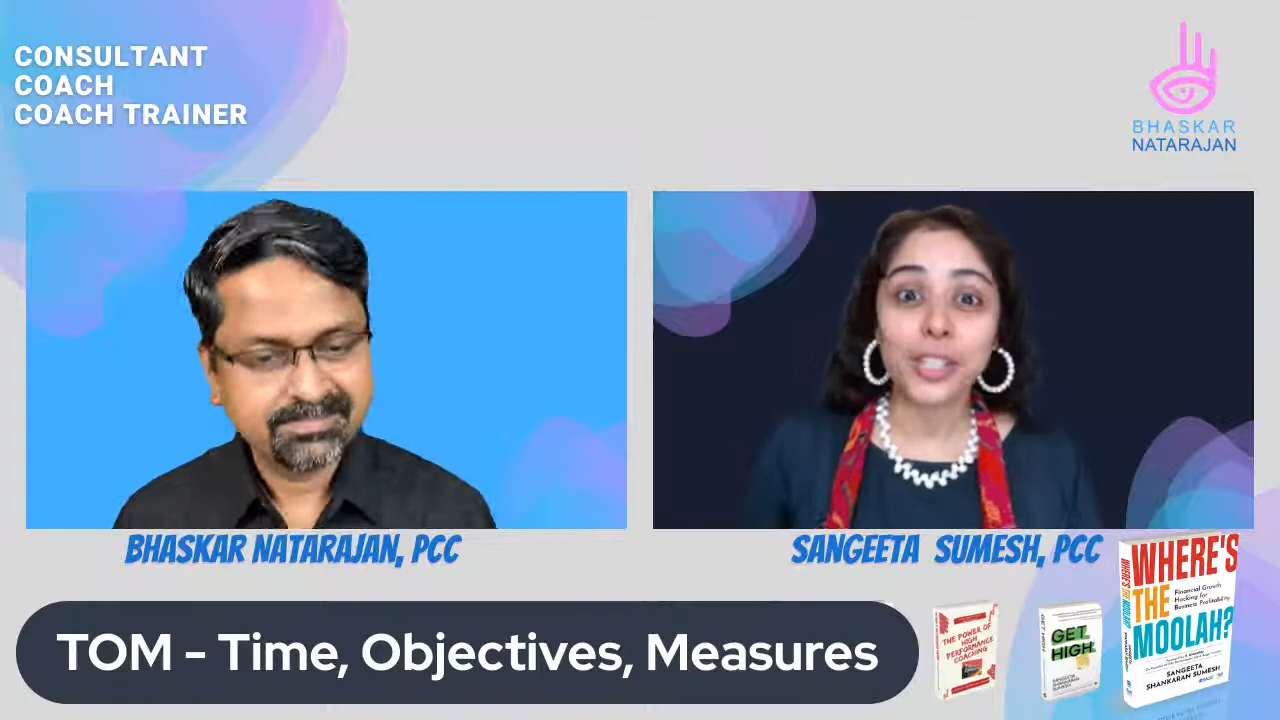 CONSULTANT
COACH
COACH TRAINER
BHASKAR
NATARAJAN
BHASKAR NATARAJAN, PCC
SANGEETA SUMESH, PCC
TOM - Time, Objectives, Measures
THE POWER OF
HIGH
PERFORMANCE
COACHING
GET
HIGH
WHERE'S
THE
MOOLAH?
Financial Growth
Hacking for
Business Profitability
SANGEETA
SHANKARAN SUMESH